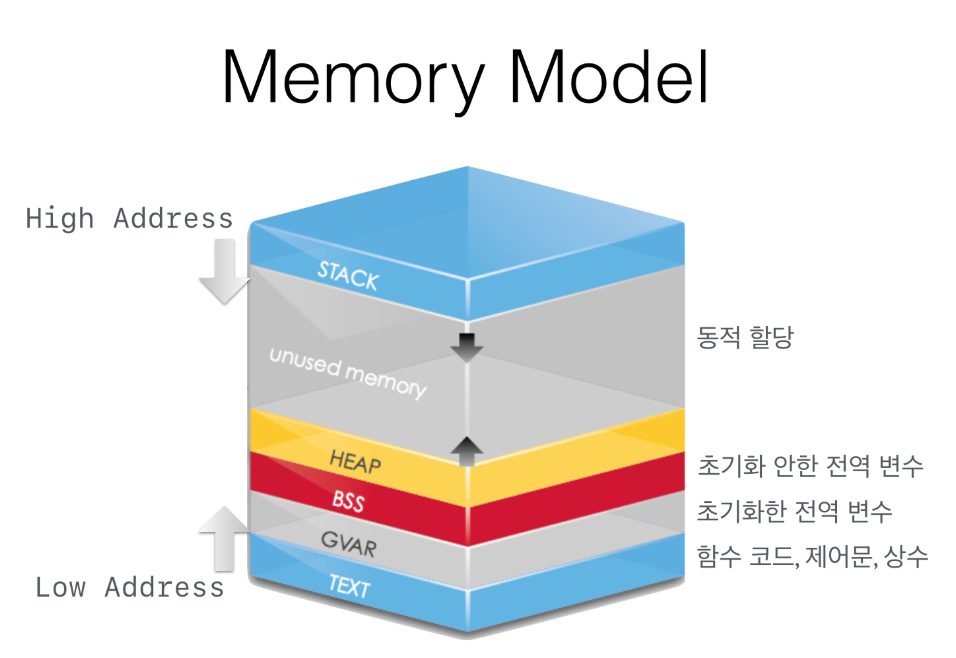 Memory Model
High Address
STACK
unused memory
동적 할당
HEAP
초기화 안한 전역 변수
BSS
초기화한 전역 변수
GVAR
함수 코드, 제어문, 상수
TEXT
Low Address